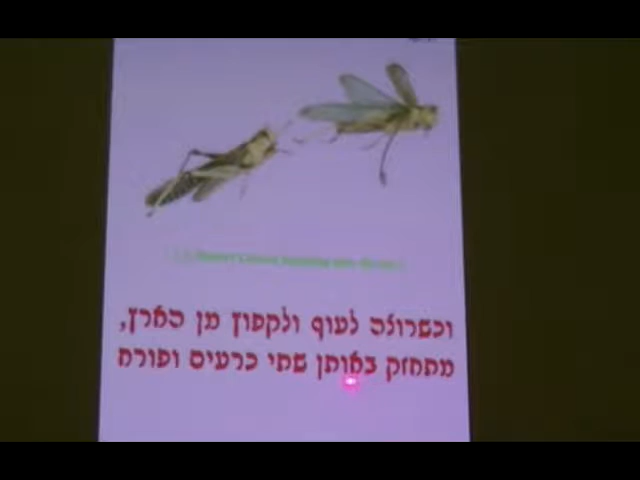 וכשרוצה לעוף ולקפוץ מן הארץ,
מתחזק באותן שתי כרעים ופורח